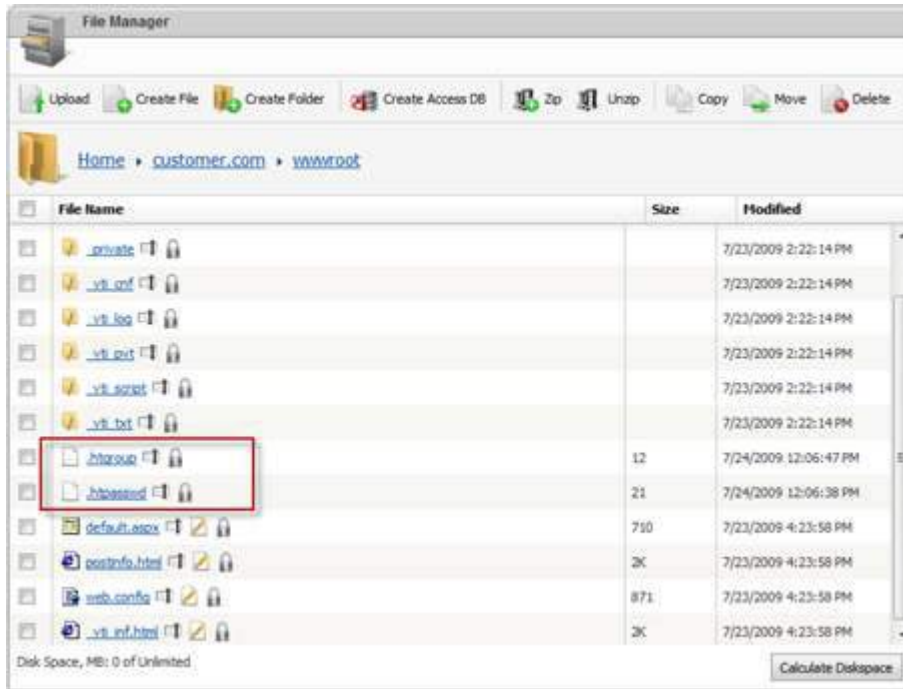 File Manager
Upload Create File Create Folder Create Access DB Zip Unzip Copy Move Delete
Home customer.com wwwroot
File Name Size Modified
_private 7/23/2009 2:22:14 PM
_vti_cnf 7/23/2009 2:22:14 PM
_vti_log 7/23/2009 2:22:14 PM
_vti_pvt 7/23/2009 2:22:14 PM
_vti_script 7/23/2009 2:22:14 PM
_vti_txt 7/23/2009 2:22:14 PM
.htgroup 12 7/24/2009 12:06:47 PM
.htpasswd 21 7/24/2009 12:06:38 PM
default.aspx 710 7/23/2009 4:23:58 PM
postinfo.html 2K 7/23/2009 4:23:58 PM
web.config 871 7/23/2009 4:23:58 PM
_vti_inf.html 2K 7/23/2009 4:23:58 PM
Disk Space, MB: 0 of Unlimited Calculate Diskspace